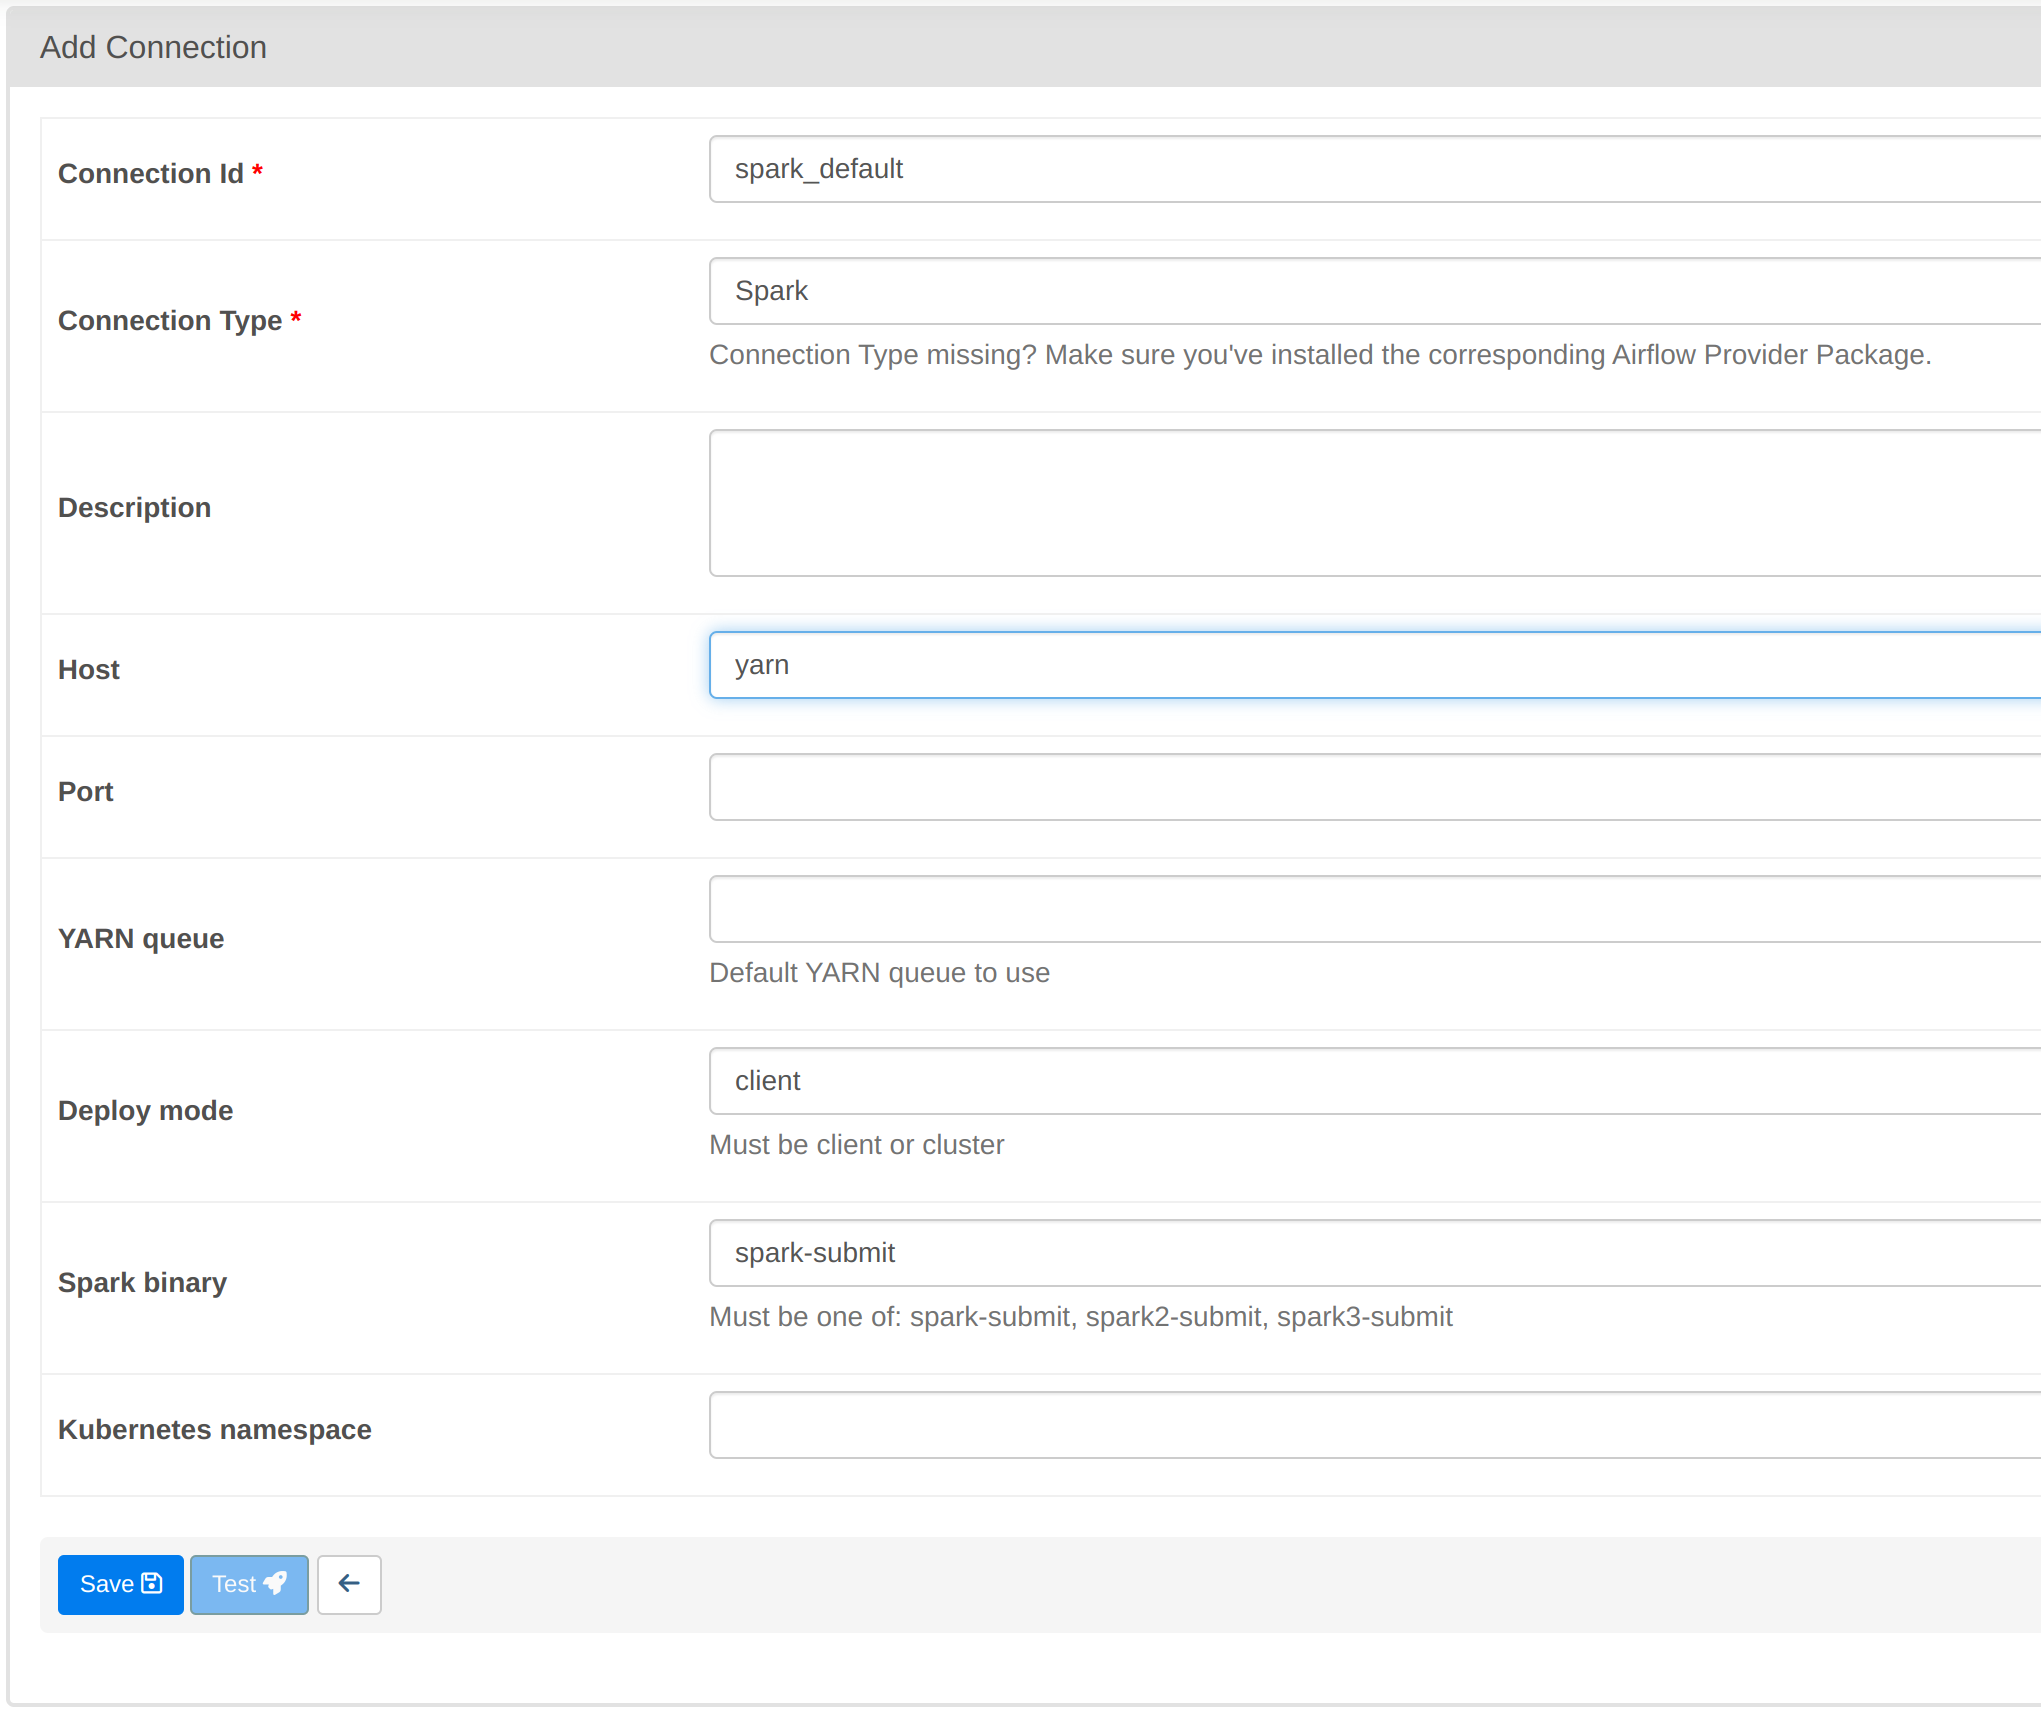 Add Connection
Connection Id *
spark_default
Connection Type *
Spark
Connection Type missing? Make sure you've installed the corresponding Airflow Provider Package.
Description
Host
yarn
Port
YARN queue
Default YARN queue to use
Deploy mode
client
Must be client or cluster
Spark binary
spark-submit
Must be one of: spark-submit, spark2-submit, spark3-submit
Kubernetes namespace
Save
Test